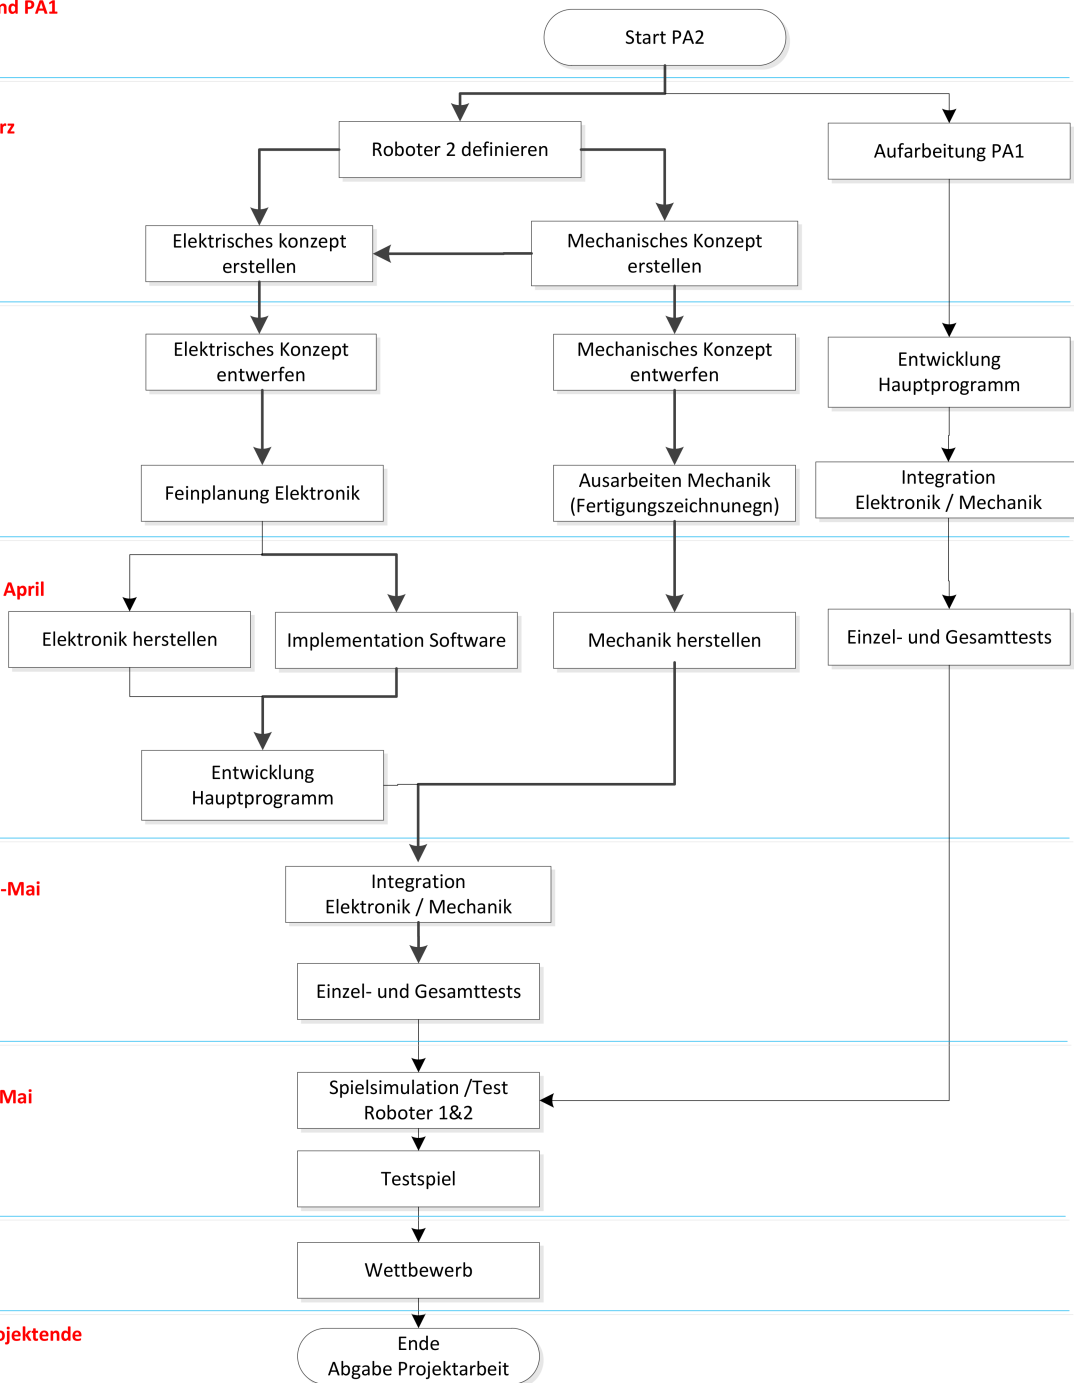 nd PA1
Start PA2
rz
Roboter 2 definieren
Aufarbeitung PA1
Elektrisches konzept
erstellen
Mechanisches Konzept
erstellen
Elektrisches Konzept
entwerfen
Mechanisches Konzept
entwerfen
Entwicklung
Hauptprogramm
Feinplanung Elektronik
Ausarbeiten Mechanik
(Fertigungszeichnunegn)
Integration
Elektronik / Mechanik
April
Elektronik herstellen
Implementation Software
Mechanik herstellen
Einzel- und Gesamttests
Entwicklung
Hauptprogramm
-Mai
Integration
Elektronik / Mechanik
Einzel- und Gesamttests
Mai
Spielsimulation /Test
Roboter 1&2
Testspiel
Wettbewerb
ojektende
Ende
Abgabe Projektarbeit